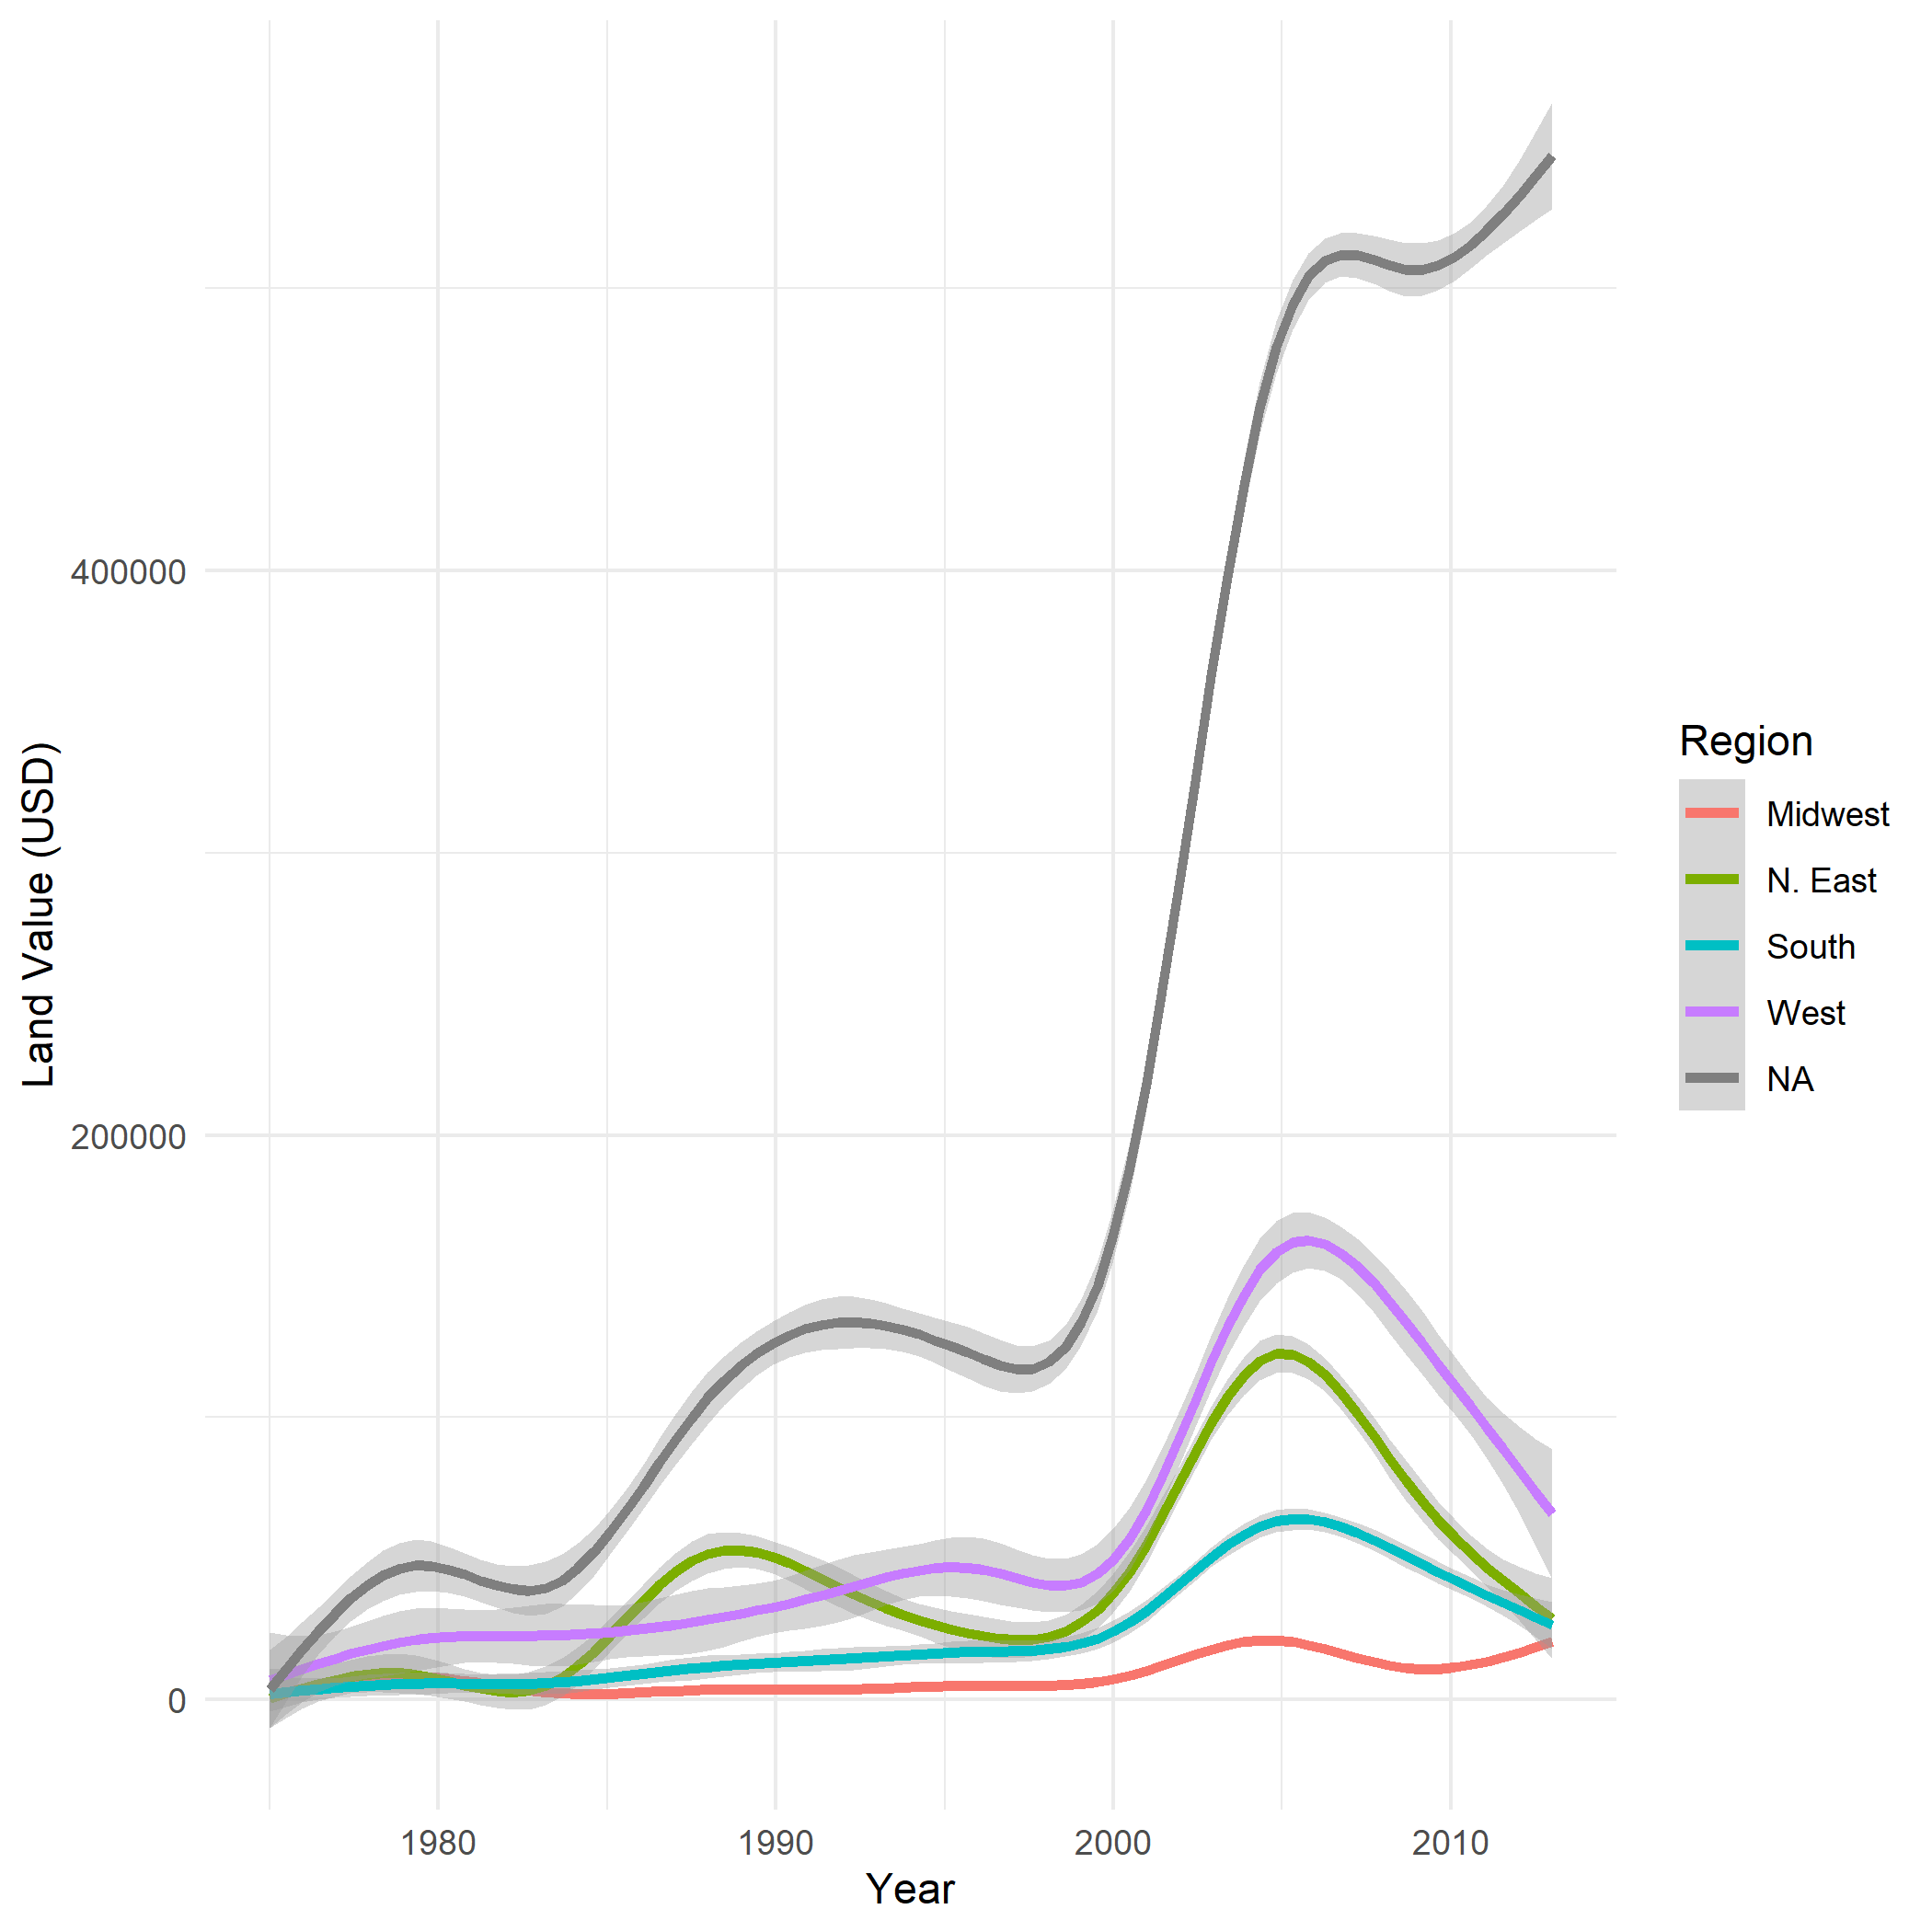 Land Value (USD)
400000
200000
0
1980
1990
2000
2010
Year
Region
Midwest
N. East
South
West
NA